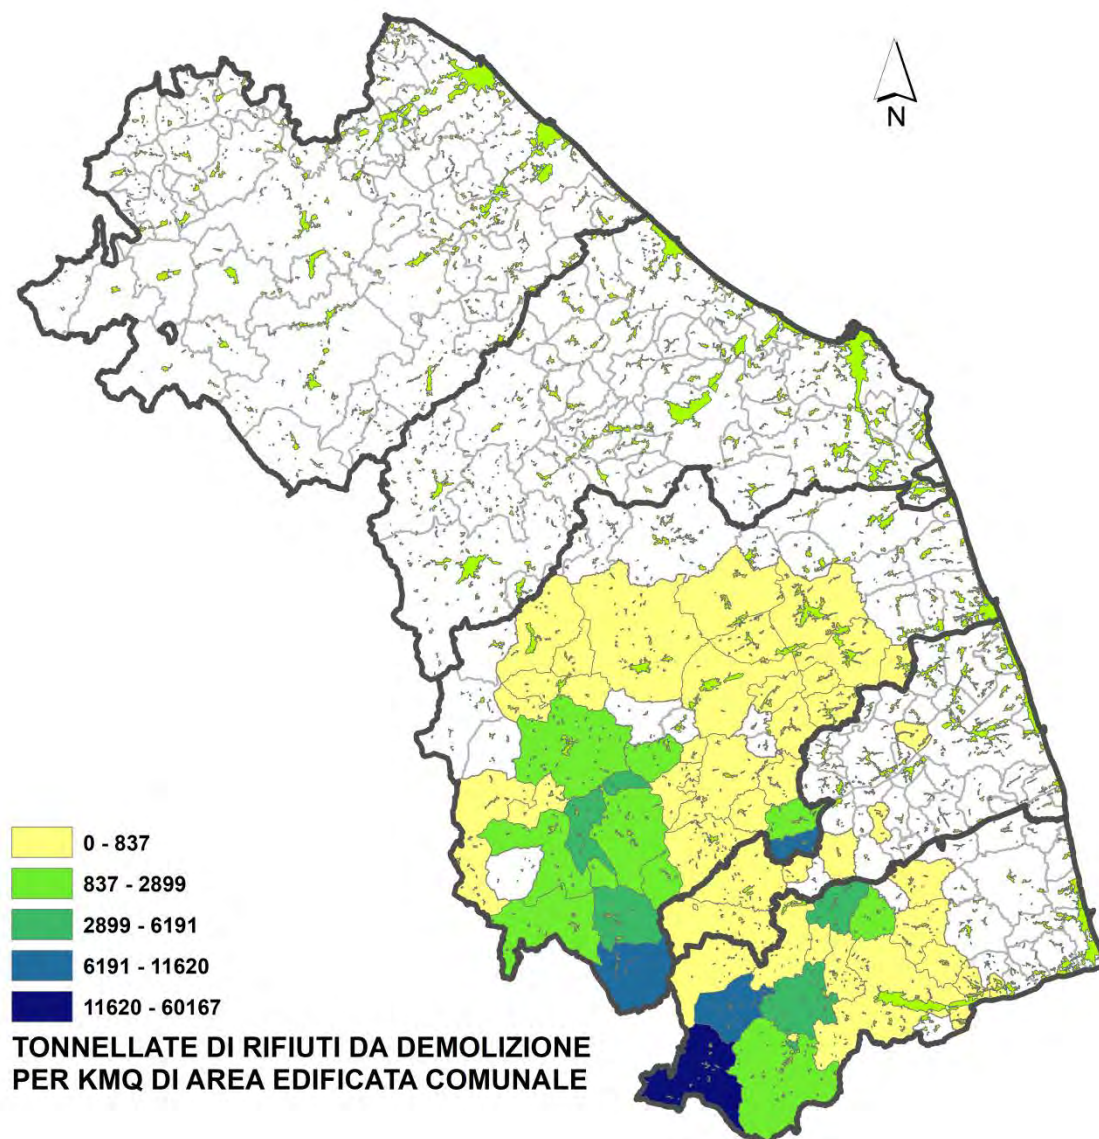 N
0 - 837
837 - 2899
2899 - 6191
6191 - 11620
11620 - 60167
TONNELLATE DI RIFIUTI DA DEMOLIZIONE
PER KMQ DI AREA EDIFICATA COMUNALE